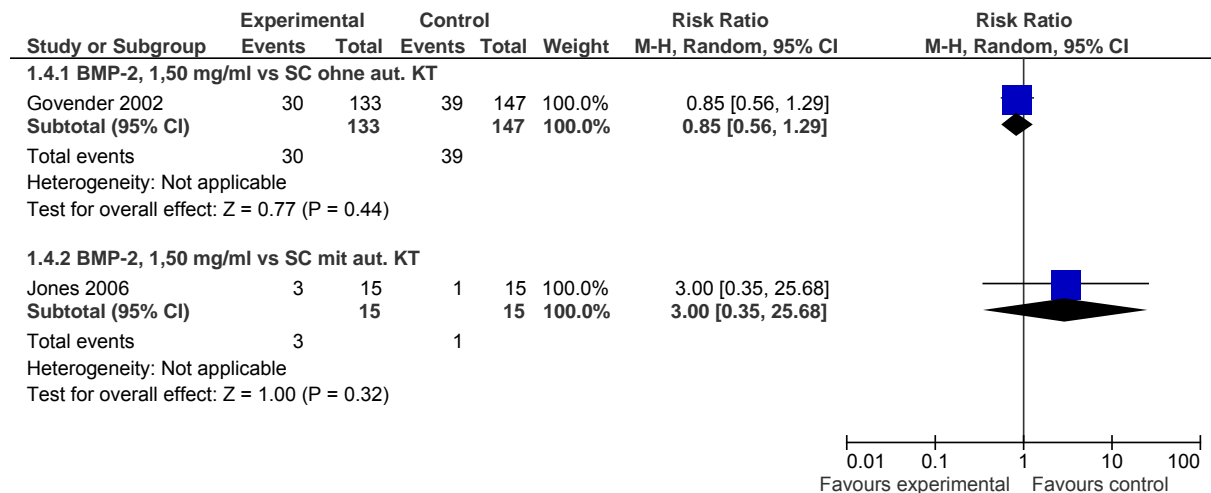 Experimental Control Risk Ratio Risk Ratio
Study or Subgroup Events Total Events Total Weight M-H, Random, 95% CI M-H, Random, 95% CI
1.4.1 BMP-2, 1,50 mg/ml vs SC ohne aut. KT
Govender 2002 30 133 39 147 100.0% 0.85 [0.56, 1.29]
Subtotal (95% CI) 133 147 100.0% 0.85 [0.56, 1.29]
Total events 30 39
Heterogeneity: Not applicable
Test for overall effect: Z = 0.77 (P = 0.44)
1.4.2 BMP-2, 1,50 mg/ml vs SC mit aut. KT
Jones 2006 3 15 1 15 100.0% 3.00 [0.35, 25.68]
Subtotal (95% CI) 15 15 100.0% 3.00 [0.35, 25.68]
Total events 3 1
Heterogeneity: Not applicable
Test for overall effect: Z = 1.00 (P = 0.32)
0.01 0.1 1 10 100
Favours experimental Favours control